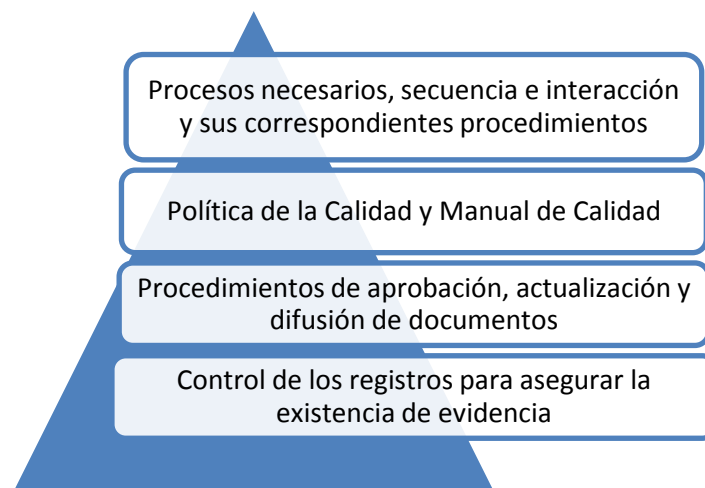 Procesos necesarios, secuencia e interacción
y sus correspondientes procedimientos
Política de la Calidad y Manual de Calidad
Procedimientos de aprobación, actualización y
difusión de documentos
Control de los registros para asegurar la
existencia de evidencia